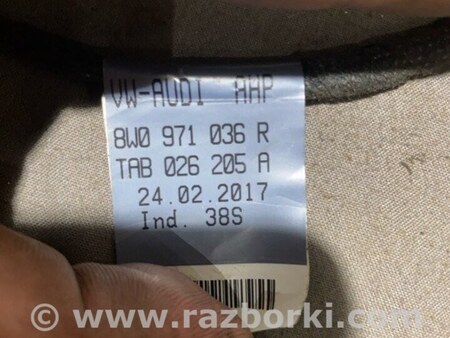 VW-AUDI AHP
8W0 971 036 R
TAB 026 205 A
24.02.2017
Ind. 38S
© www.razborki.com